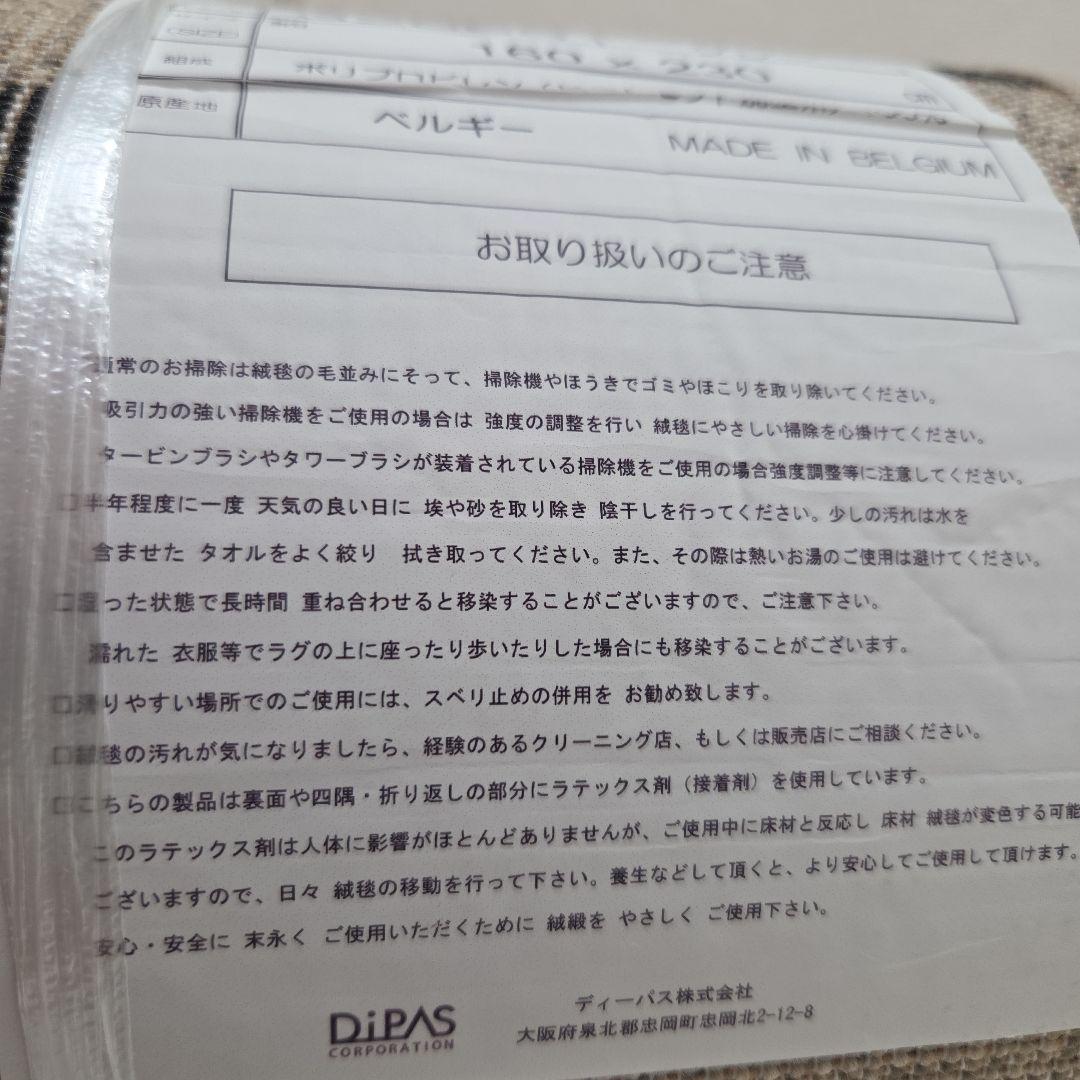 (SIZE) 160 × 230
組成
原産地 ベルギー MADE IN BELGIUM
お取り扱いのご注意
通常のお掃除は絨毯の毛並みにそって、掃除機やほうきでゴミやほこりを取り除いてください。
吸引力の強い掃除機をご使用の場合は 強度の調整を行い 絨毯にやさしい掃除を心掛けてください。
タービンブラシやタワーブラシが装着されている掃除機をご使用の場合強度調整等に注意してください。
□半年程度に一度 天気の良い日に 埃や砂を取り除き 陰干しを行ってください。少しの汚れは水を
含ませた タオルをよく絞り 拭き取ってください。また、その際は熱いお湯のご使用は避けてください。
□湿った状態で長時間 重ね合わせると移染することがございますので、ご注意下さい。
濡れた 衣服等でラグの上に座ったり歩いたりした場合にも移染することがございます。
□滑りやすい場所でのご使用には、スベリ止めの併用を お勧め致します。
□絨毯の汚れが気になりましたら、経験のあるクリーニング店、もしくは販売店にご相談ください。
□こちらの製品は裏面や四隅・折り返しの部分にラテックス剤（接着剤）を使用しています。
このラテックス剤は人体に影響がほとんどありませんが、ご使用中に床材と反応し 床材 絨毯が変色する可能
ございますので、日々 絨毯の移動を行って下さい。養生などして頂くと、より安心してご使用して頂けます。
安心・安全に 末永く ご使用いただくために 絨緞を やさしく ご使用下さい。
DiPAS
CORPORATION
ディーパス株式会社
大阪府泉北郡忠岡町忠岡北2-12-8